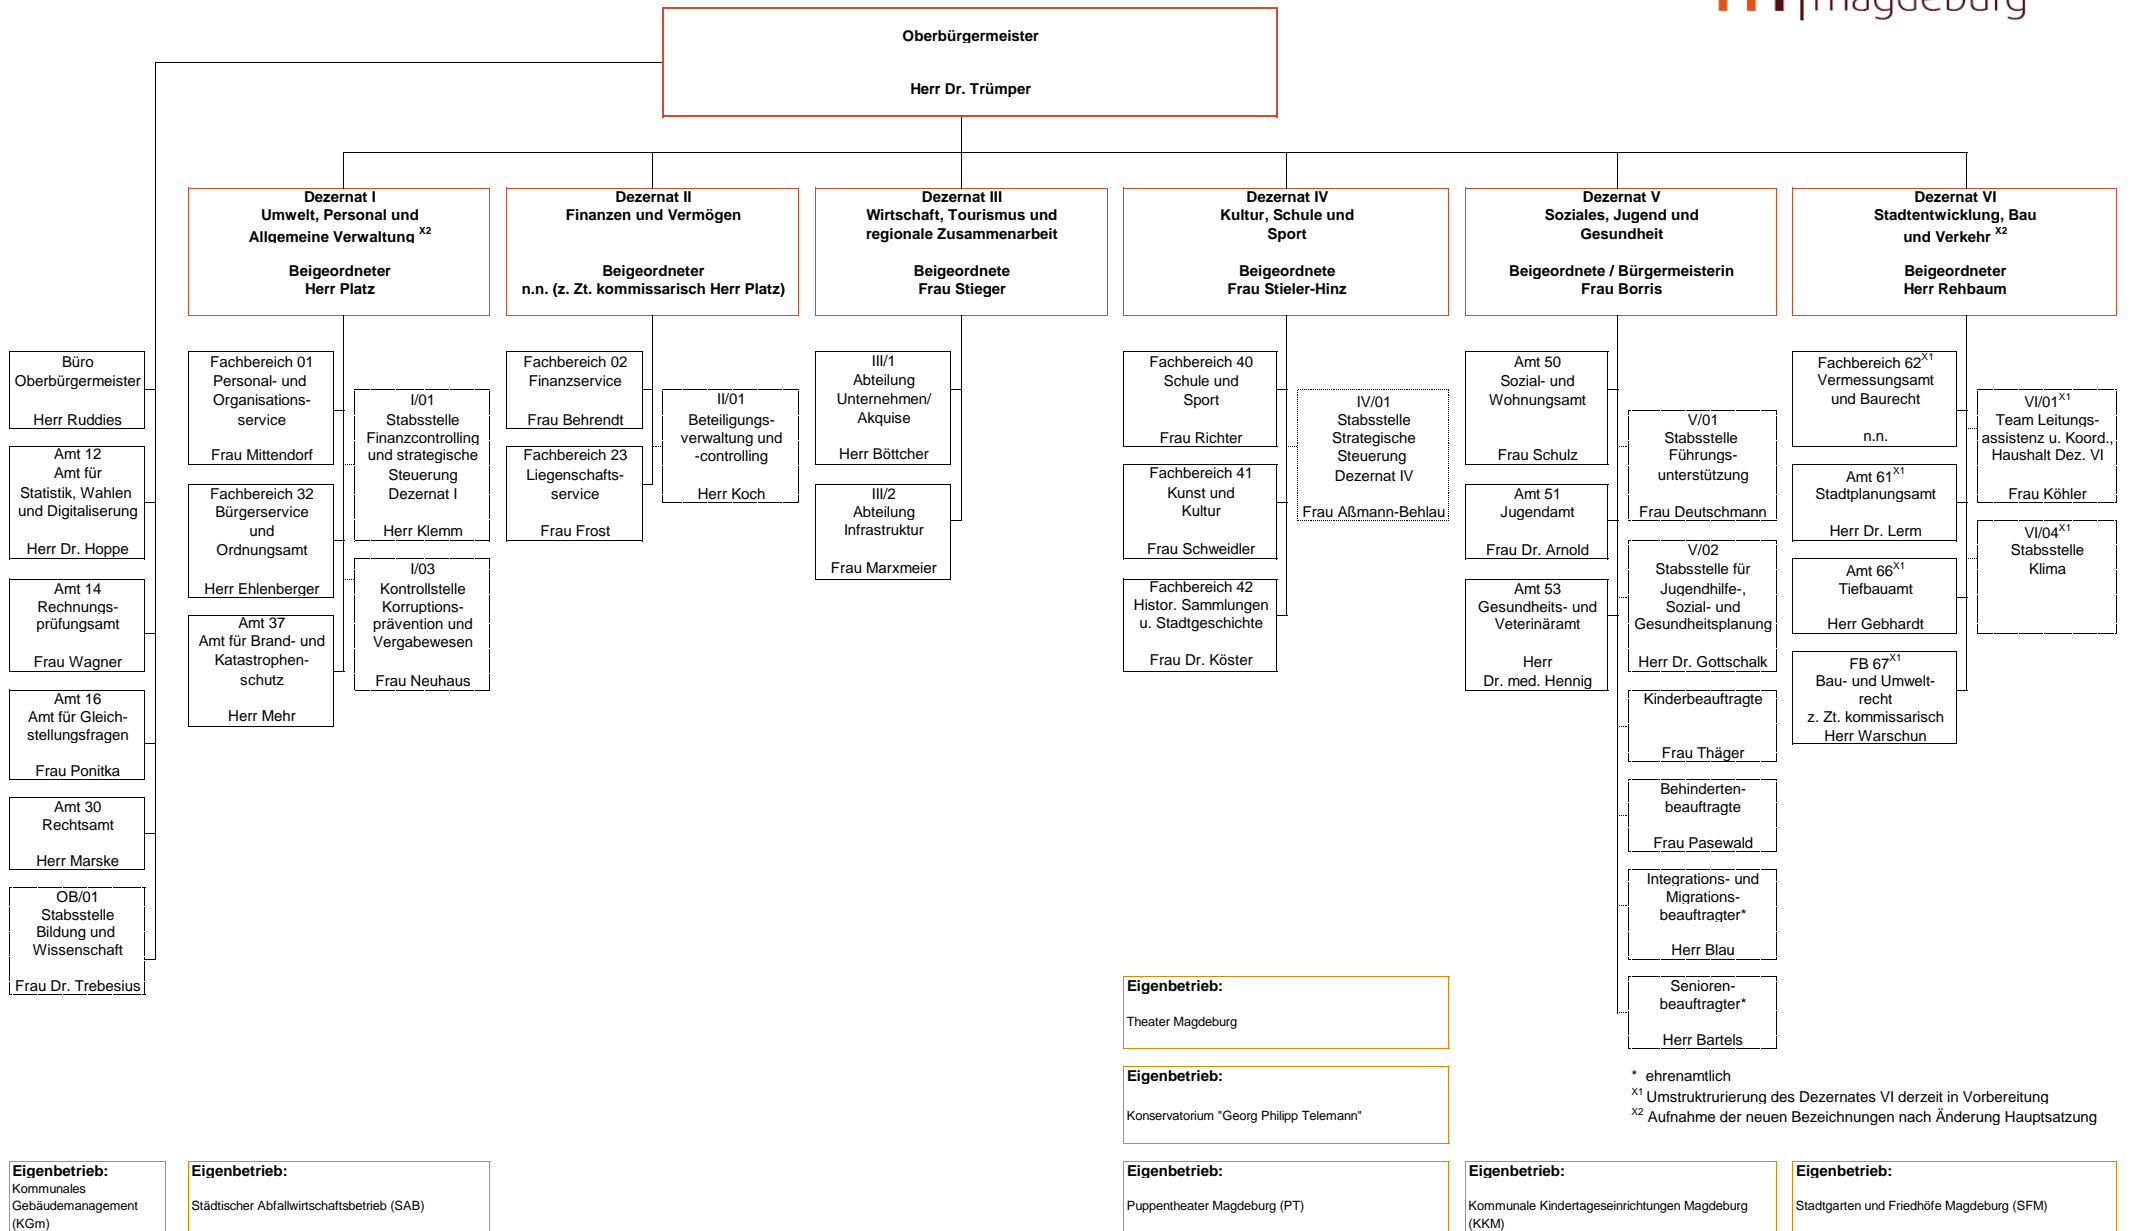 magdeburg
Oberbürgermeister
Herr Dr. Trümper
Dezernat I
Umwelt, Personal und
Allgemeine Verwaltung X2
Beigeordneter
Herr Platz
Dezernat II
Finanzen und Vermögen
Beigeordneter
n.n. (z. Zt. kommissarisch Herr Platz)
Dezernat III
Wirtschaft, Tourismus und
regionale Zusammenarbeit
Beigeordnete
Frau Stieger
Dezernat IV
Kultur, Schule und
Sport
Beigeordnete
Frau Stieler-Hinz
Dezernat V
Soziales, Jugend und
Gesundheit
Beigeordnete / Bürgermeisterin
Frau Borris
Dezernat VI
Stadtentwicklung, Bau
und Verkehr X2
Beigeordneter
Herr Rehbaum
Büro
Oberbürgermeister
Herr Ruddies
Amt 12
Amt für
Statistik, Wahlen
und Digitaliserung
Herr Dr. Hoppe
Amt 14
Rechnungs-
prüfungsamt
Frau Wagner
Amt 16
Amt für Gleich-
stellungsfragen
Frau Ponitka
Amt 30
Rechtsamt
Herr Marske
OB/01
Stabsstelle
Bildung und
Wissenschaft
Frau Dr. Trebesius
Fachbereich 01
Personal- und
Organisations-
service
Frau Mittendorf
Fachbereich 32
Bürgerservice
und
Ordnungsamt
Herr Ehlenberger
Amt 37
Amt für Brand- und
Katastrophen-
schutz
Herr Mehr
I/01
Stabsstelle
Finanzcontrolling
und strategische
Steuerung
Dezernat I
Herr Klemm
I/03
Kontrollstelle
Korruptions-
prävention und
Vergabewesen
Frau Neuhaus
Fachbereich 02
Finanzservice
Frau Behrendt
Fachbereich 23
Liegenschafts-
service
Frau Frost
II/01
Beteiligungs-
verwaltung und
-controlling
Herr Koch
III/1
Abteilung
Unternehmen/
Akquise
Herr Böttcher
III/2
Abteilung
Infrastruktur
Frau Marxmeier
Fachbereich 40
Schule und
Sport
Frau Richter
Fachbereich 41
Kunst und
Kultur
Frau Schweidler
Fachbereich 42
Histor. Sammlungen
u. Stadtgeschichte
Frau Dr. Köster
IV/01
Stabsstelle
Strategische
Steuerung
Dezernat IV
Frau Aßmann-Behlau
Amt 50
Sozial- und
Wohnungsamt
Frau Schulz
Amt 51
Jugendamt
Frau Dr. Arnold
Amt 53
Gesundheits- und
Veterinäramt
Herr
Dr. med. Hennig
V/01
Stabsstelle
Führungs-
unterstützung
Frau Deutschmann
V/02
Stabsstelle für
Jugendhilfe-,
Sozial- und
Gesundheitsplanung
Herr Dr. Gottschalk
Kinderbeauftragte
Frau Thäger
Behinderten-
beauftragte
Frau Pasewald
Integrations- und
Migrations-
beauftragter*
Herr Blau
Senioren-
beauftragter*
Herr Bartels
Fachbereich 62X1
Vermessungsamt
und Baurecht
n.n.
Amt 61X1
Stadtplanungsamt
Herr Dr. Lerm
Amt 66X1
Tiefbauamt
Herr Gebhardt
FB 67X1
Bau- und Umwelt-
recht
z. Zt. kommissarisch
Herr Warschun
VI/01X1
Team Leitungs-
assistenz u. Koord.,
Haushalt Dez. VI
Frau Köhler
VI/04X1
Stabsstelle
Klima
Eigenbetrieb:
Theater Magdeburg
Eigenbetrieb:
Konservatorium "Georg Philipp Telemann"
* ehrenamtlich
X1 Umstruktrurierung des Dezernates VI derzeit in Vorbereitung
X2 Aufnahme der neuen Bezeichnungen nach Änderung Hauptsatzung
Eigenbetrieb:
Kommunales
Gebäudemanagement
(KGm)
Eigenbetrieb:
Städtischer Abfallwirtschaftsbetrieb (SAB)
Eigenbetrieb:
Puppentheater Magdeburg (PT)
Eigenbetrieb:
Kommunale Kindertageseinrichtungen Magdeburg
(KKM)
Eigenbetrieb:
Stadtgarten und Friedhöfe Magdeburg (SFM)